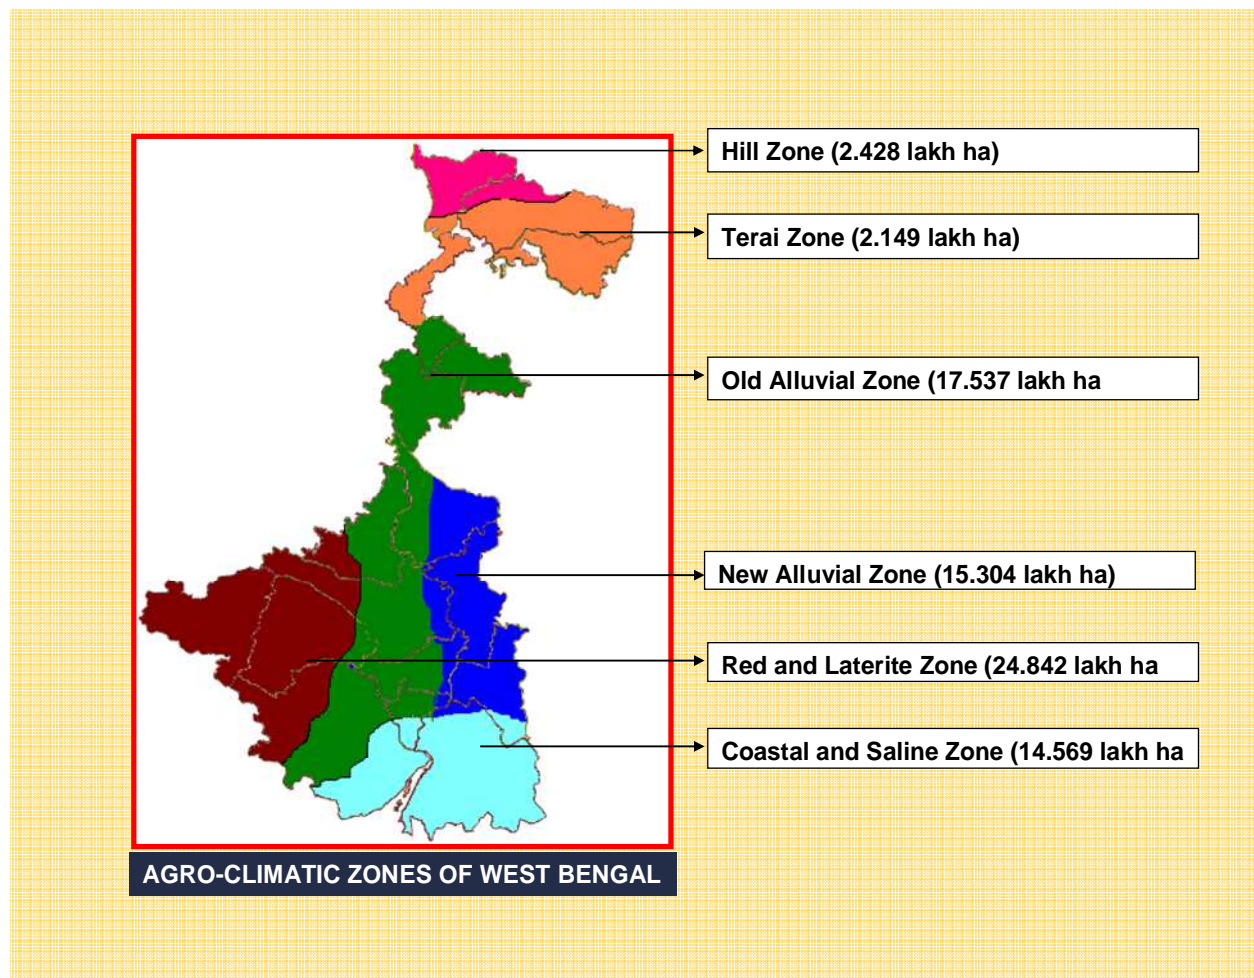 Hill Zone (2.428 lakh ha)
Terai Zone (2.149 lakh ha)
Old Alluvial Zone (17.537 lakh ha
New Alluvial Zone (15.304 lakh ha)
Red and Laterite Zone (24.842 lakh ha
Coastal and Saline Zone (14.569 lakh ha
AGRO-CLIMATIC ZONES OF WEST BENGAL